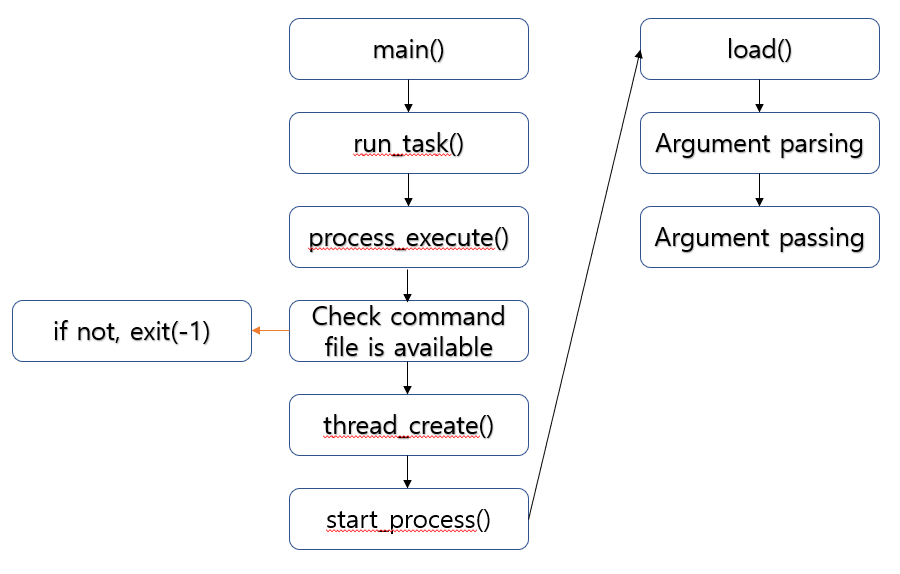 main()
run_task()
process_execute()
Check command
file is available
if not, exit(-1)
thread_create()
start_process()
load()
Argument parsing
Argument passing